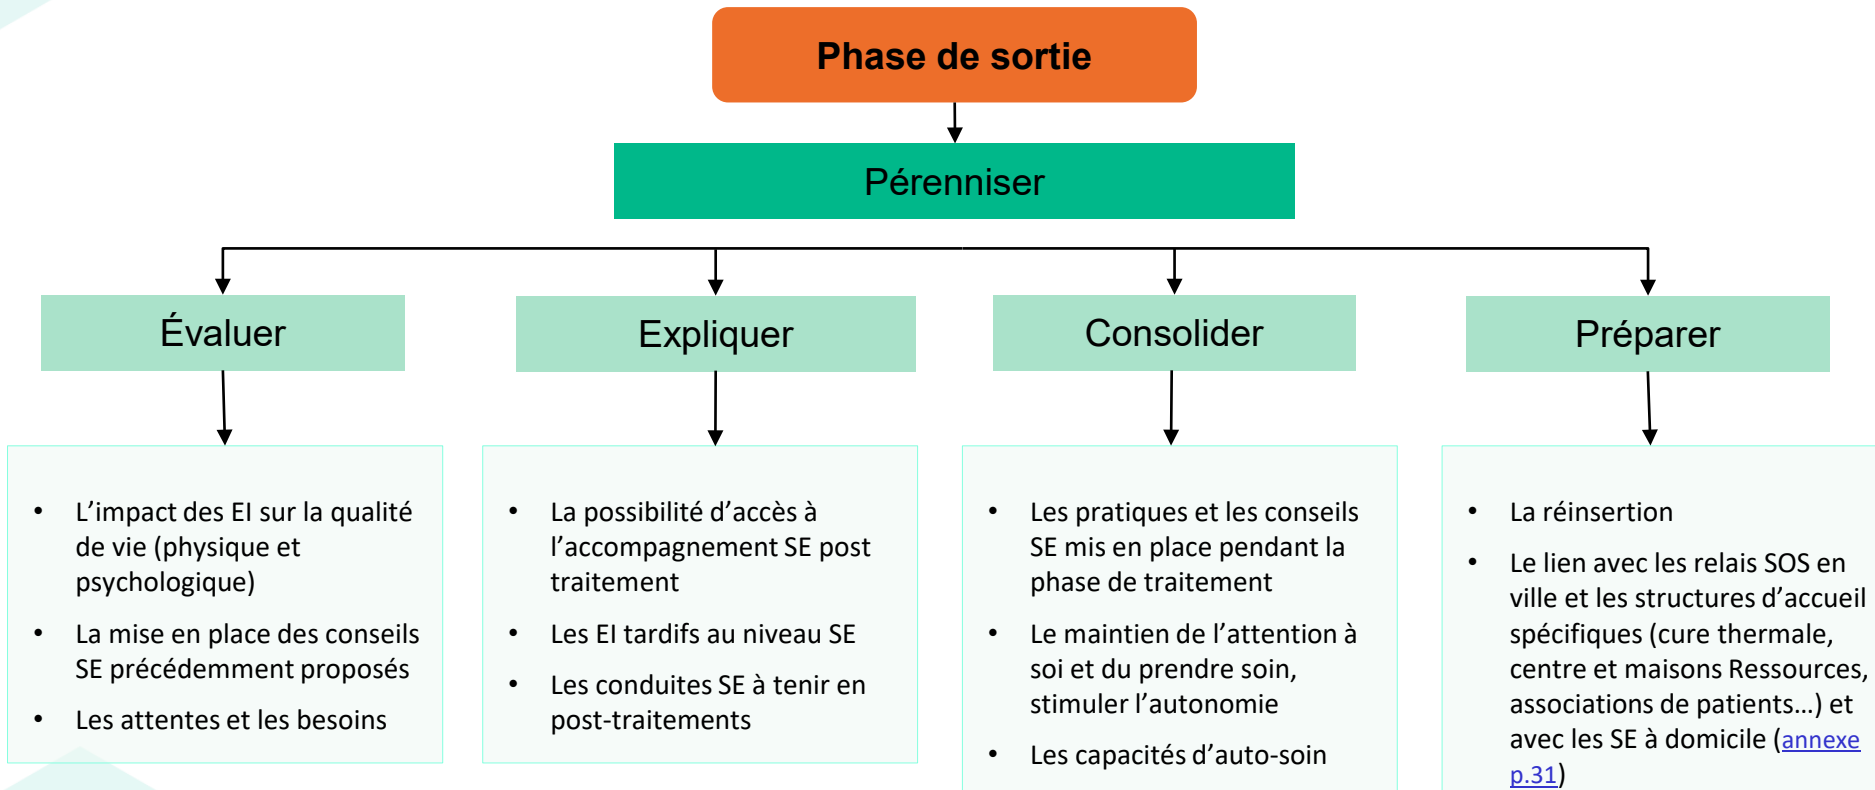 Phase de sortie
Pérenniser
Évaluer
Expliquer
Consolider
Préparer
• L’impact des EI sur la qualité
de vie (physique et
psychologique)
• La mise en place des conseils
SE précédemment proposés
• Les attentes et les besoins
• La possibilité d’accès à
l’accompagnement SE post
traitement
• Les EI tardifs au niveau SE
• Les conduites SE à tenir en
post-traitements
• Les pratiques et les conseils
SE mis en place pendant la
phase de traitement
• Le maintien de l’attention à
soi et du prendre soin,
stimuler l’autonomie
• Les capacités d’auto-soin
• La réinsertion
• Le lien avec les relais SOS en
ville et les structures d’accueil
spécifiques (cure thermale,
centre et maisons Ressources,
associations de patients…) et
avec les SE à domicile (annexe
p.31)